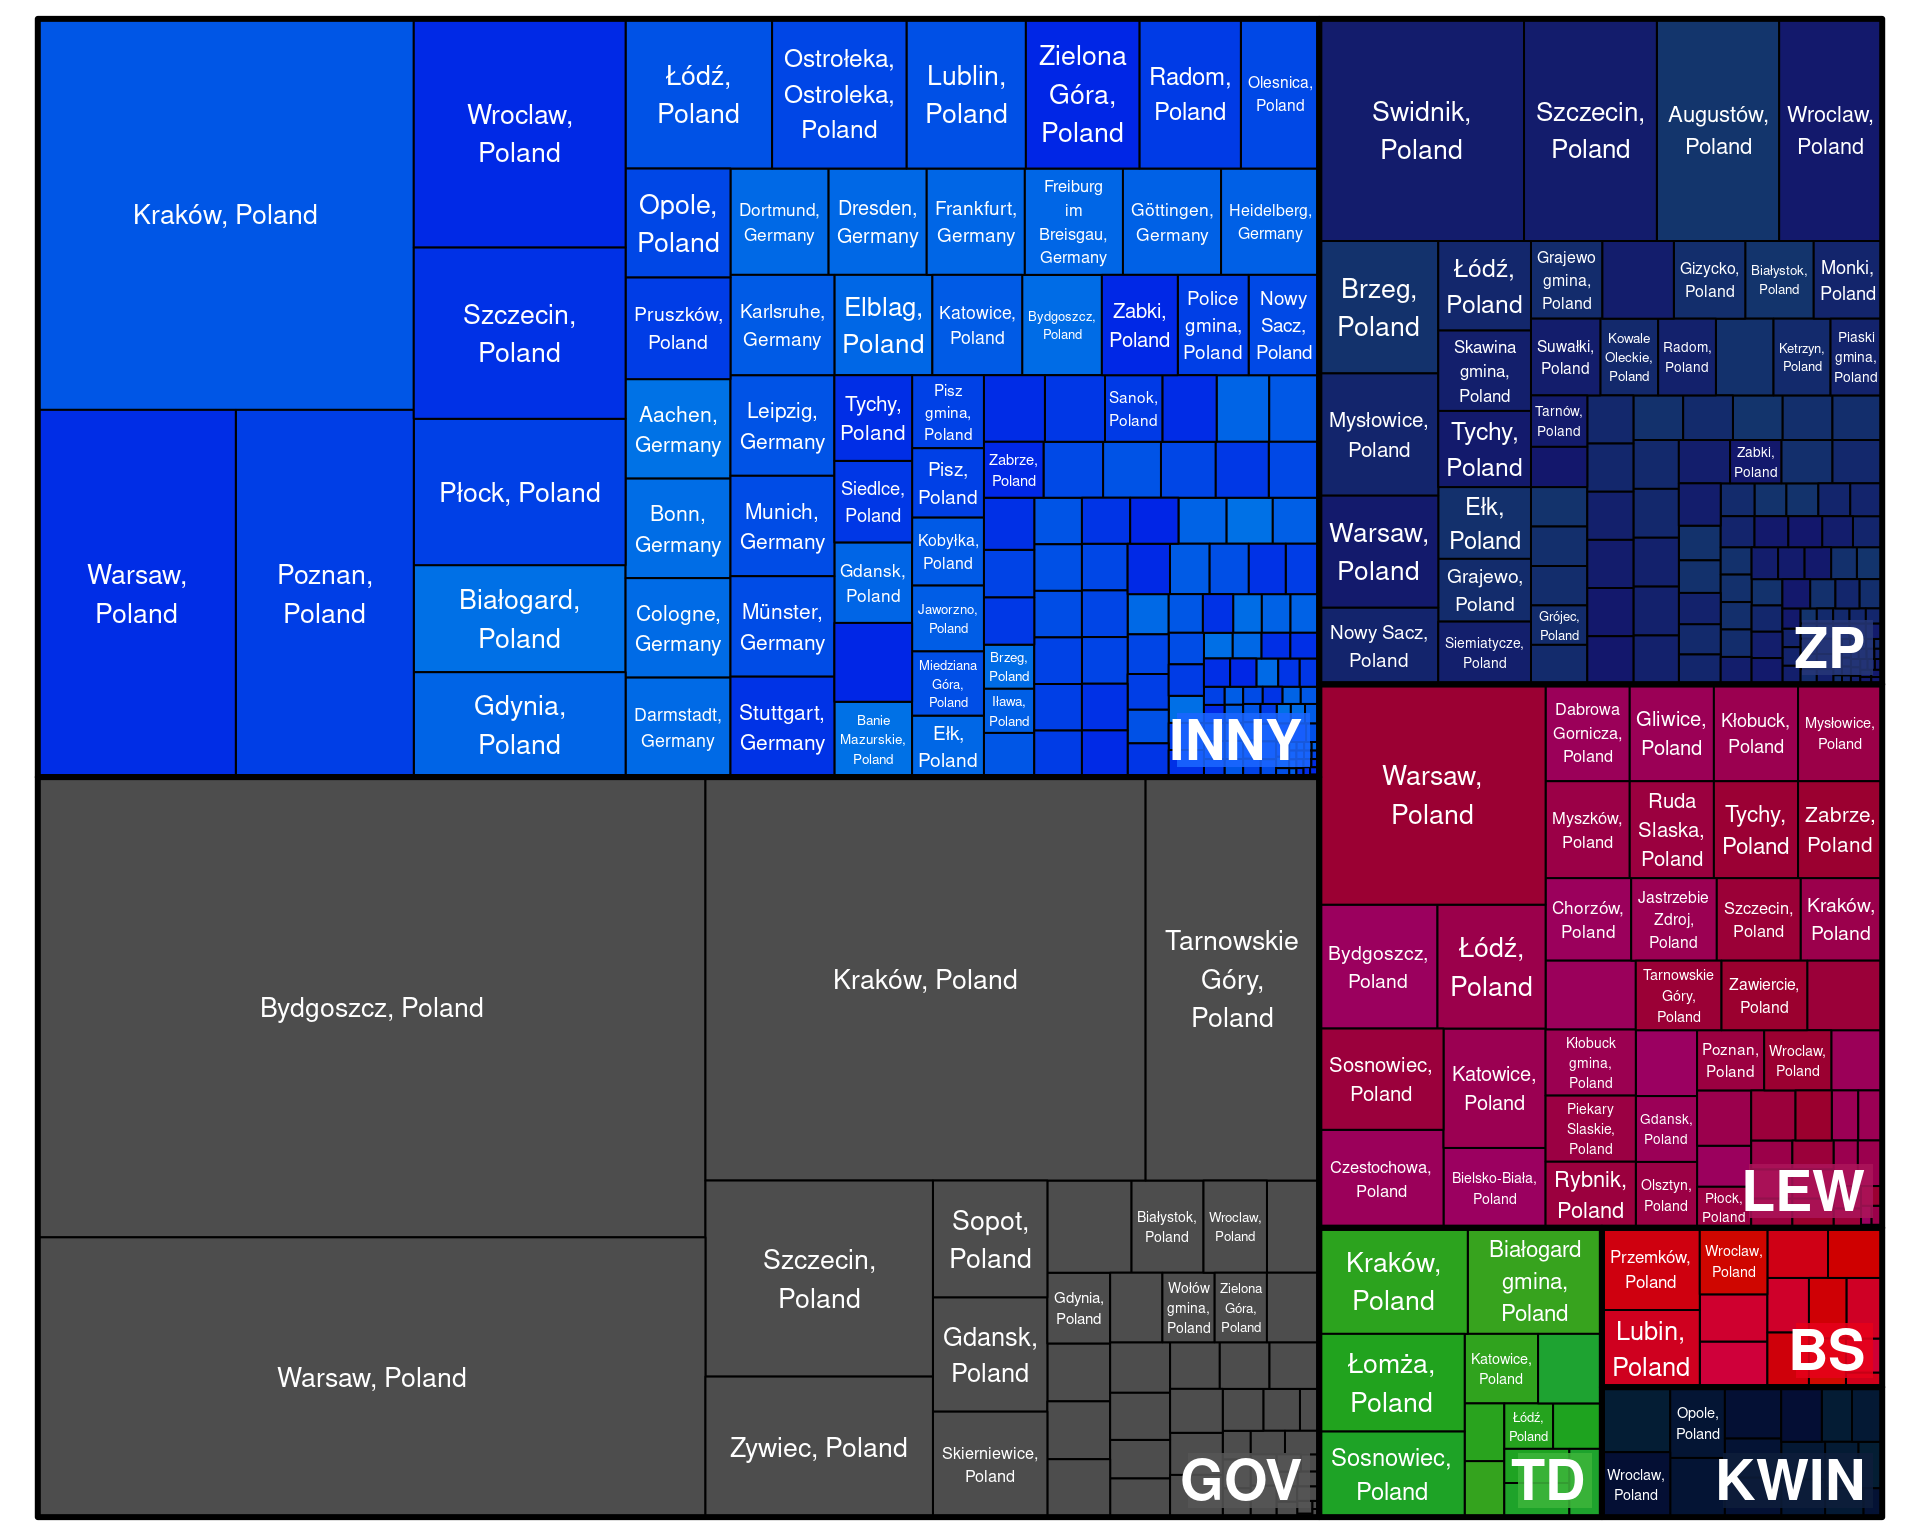 Kraków, Poland
Warsaw,
Poland
Poznan,
Poland
Wroclaw,
Poland
Szczecin,
Poland
Płock, Poland
Białogard,
Poland
Gdynia,
Poland
Łódź,
Poland
Ostrołeka,
Ostroleka,
Poland
Lublin,
Poland
Zielona
Góra,
Poland
Radom,
Poland
Olesnica,
Poland
Opole,
Poland
Dortmund,
Germany
Dresden,
Germany
Frankfurt,
Germany
Freiburg
im
Breisgau,
Germany
Göttingen,
Germany
Heidelberg,
Germany
Pruszków,
Poland
Karlsruhe,
Germany
Elblag,
Poland
Katowice,
Poland
Bydgoszcz,
Poland
Zabki,
Poland
Police
gmina,
Poland
Nowy
Sacz,
Poland
Aachen,
Germany
Bonn,
Germany
Cologne,
Germany
Darmstadt,
Germany
Leipzig,
Germany
Munich,
Germany
Münster,
Germany
Stuttgart,
Germany
Tychy,
Poland
Siedlce,
Poland
Gdansk,
Poland
Banie
Mazurskie,
Poland
Pisz
gmina,
Poland
Pisz,
Poland
Kobyłka,
Poland
Jaworzno,
Poland
Miedziana
Góra,
Poland
Ełk,
Poland
Sanok,
Poland
Zabrze,
Poland
Brzeg,
Poland
Iława,
Poland
INNY
Swidnik,
Poland
Szczecin,
Poland
Augustów,
Poland
Wroclaw,
Poland
Brzeg,
Poland
Mysłowice,
Poland
Warsaw,
Poland
Nowy Sacz,
Poland
Łódź,
Poland
Skawina
gmina,
Poland
Tychy,
Poland
Ełk,
Poland
Grajewo,
Poland
Siemiatycze,
Poland
Grajewo
gmina,
Poland
Gizycko,
Poland
Białystok,
Poland
Monki,
Poland
Suwałki,
Poland
Kowale
Oleckie,
Poland
Radom,
Poland
Ketrzyn,
Poland
Piaski
gmina,
Poland
Tarnów,
Poland
Zabki,
Poland
Grójec,
Poland
ZP
Bydgoszcz, Poland
Warsaw, Poland
Kraków, Poland
Tarnowskie
Góry,
Poland
Szczecin,
Poland
Zywiec, Poland
Sopot,
Poland
Gdansk,
Poland
Skierniewice,
Poland
Białystok,
Poland
Wroclaw,
Poland
Gdynia,
Poland
Wołów
gmina,
Poland
Zielona
Góra,
Poland
GOV
Warsaw,
Poland
Dabrowa
Gornicza,
Poland
Gliwice,
Poland
Kłobuck,
Poland
Mysłowice,
Poland
Myszków,
Poland
Ruda
Slaska,
Poland
Tychy,
Poland
Zabrze,
Poland
Bydgoszcz,
Poland
Łódź,
Poland
Chorzów,
Poland
Jastrzebie
Zdroj,
Poland
Szczecin,
Poland
Kraków,
Poland
Tarnowskie
Góry,
Poland
Zawiercie,
Poland
Sosnowiec,
Poland
Katowice,
Poland
Czestochowa,
Poland
Bielsko-Biała,
Poland
Kłobuck
gmina,
Poland
Piekary
Slaskie,
Poland
Rybnik,
Poland
Poznan,
Poland
Wroclaw,
Poland
Gdansk,
Poland
Olsztyn,
Poland
Płock,
Poland
LEW
Kraków,
Poland
Białogard
gmina,
Poland
Łomża,
Poland
Sosnowiec,
Poland
Katowice,
Poland
Łódź,
Poland
TD
Przemków,
Poland
Wroclaw,
Poland
Lubin,
Poland
BS
Opole,
Poland
Wroclaw,
Poland
KWIN